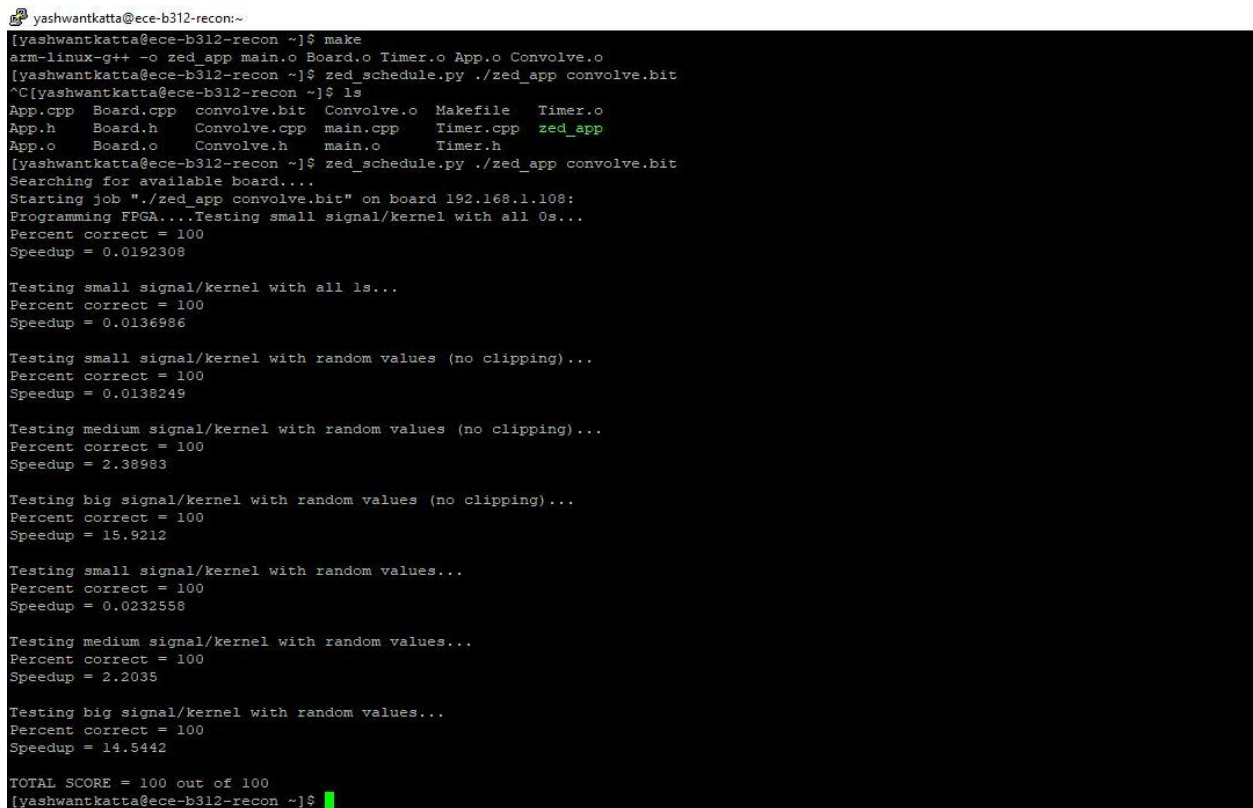 yashwantkatta@ece-b312-recon:~
[yashwantkatta@ece-b312-recon ~]$ make
arm-linux-g++ -o zed_app main.o Board.o Timer.o App.o Convolve.o
[yashwantkatta@ece-b312-recon ~]$ zed_schedule.py ./zed_app convolve.bit
^C[yashwantkatta@ece-b312-recon ~]$ ls
App.cpp  Board.cpp  convolve.bit  Convolve.o  Makefile   Timer.o
App.h    Board.h    Convolve.cpp  main.cpp    Timer.cpp  zed_app
App.o    Board.o    Convolve.h    main.o      Timer.h
[yashwantkatta@ece-b312-recon ~]$ zed_schedule.py ./zed_app convolve.bit
Searching for available board....
Starting job "./zed_app convolve.bit" on board 192.168.1.108:
Programming FPGA....Testing small signal/kernel with all 0s...
Percent correct = 100
Speedup = 0.0192308
Testing small signal/kernel with all 1s...
Percent correct = 100
Speedup = 0.0136986
Testing small signal/kernel with random values (no clipping)...
Percent correct = 100
Speedup = 0.0138249
Testing medium signal/kernel with random values (no clipping)...
Percent correct = 100
Speedup = 2.38983
Testing big signal/kernel with random values (no clipping)...
Percent correct = 100
Speedup = 15.9212
Testing small signal/kernel with random values...
Percent correct = 100
Speedup = 0.0232558
Testing medium signal/kernel with random values...
Percent correct = 100
Speedup = 2.2035
Testing big signal/kernel with random values...
Percent correct = 100
Speedup = 14.5442
TOTAL SCORE = 100 out of 100
[yashwantkatta@ece-b312-recon ~]$